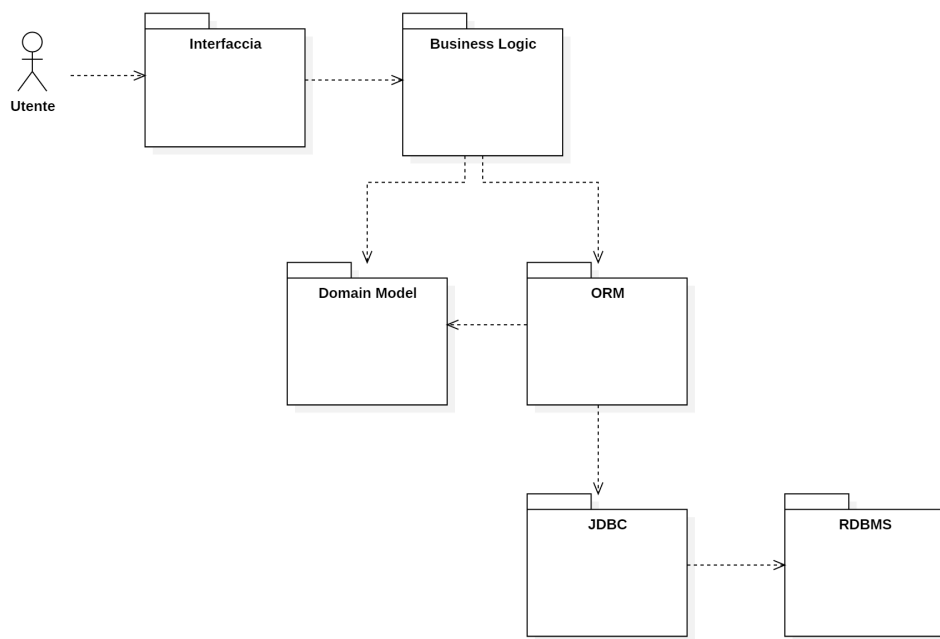 Interfaccia
Business Logic
Utente
Domain Model
ORM
JDBC
RDBMS